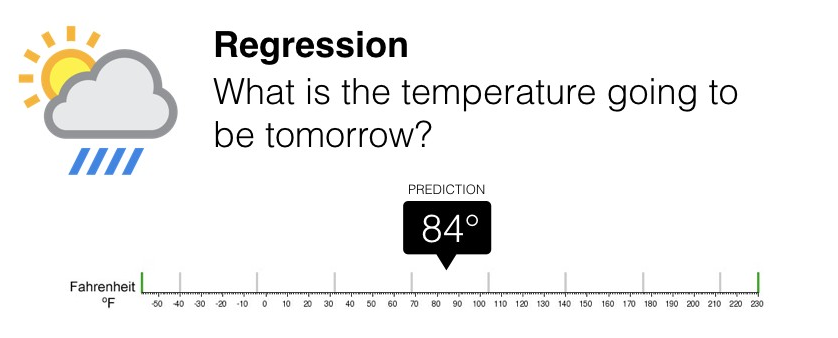 Regression
What is the temperature going to
be tomorrow?
PREDICTION
84°
Fahrenheit
°F
-50 -40 -30 -20 -10 0 10 20 30 40 50 60 70 80 90 100 110 120 130 140 150 160 170 180 190 200 210 220 230